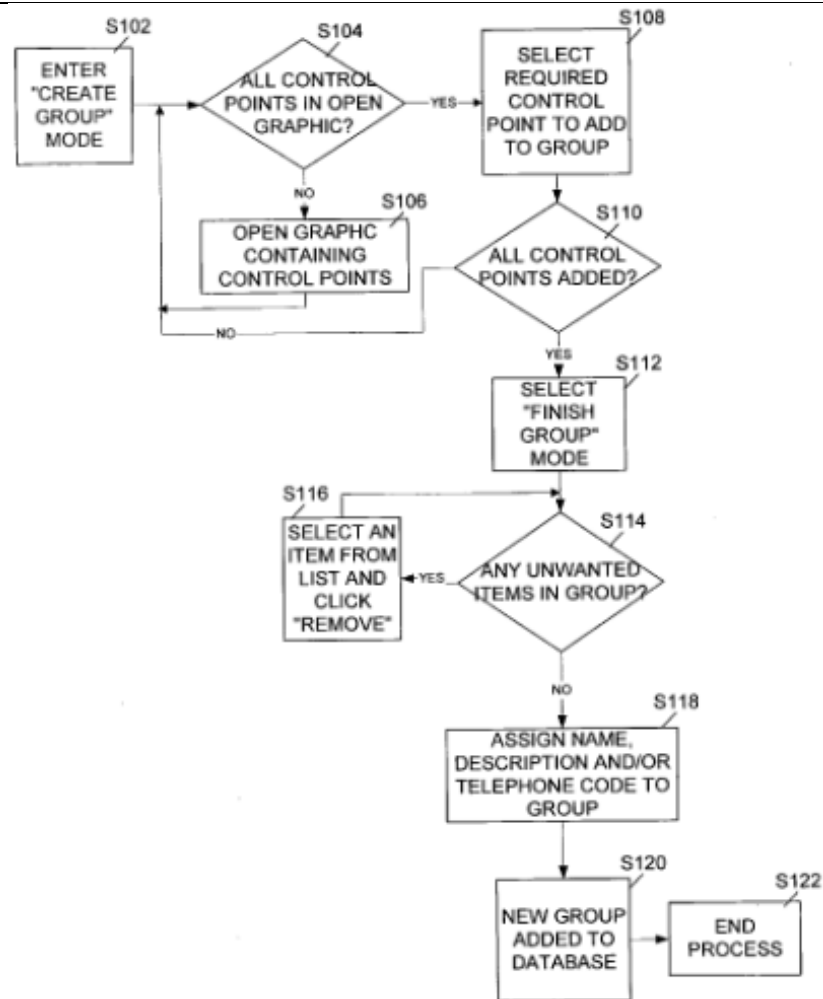 S102
ENTER
"CREATE
GROUP"
MODE
S104
ALL CONTROL
POINTS IN OPEN
GRAPHIC?
YES
S108
SELECT
REQUIRED
CONTROL
POINT TO ADD
TO GROUP
NO
S106
OPEN GRAPHC
CONTAINING
CONTROL POINTS
S110
ALL CONTROL
POINTS ADDED?
NO
YES
S112
SELECT
"FINISH
GROUP"
MODE
S116
SELECT AN
ITEM FROM
LIST AND
CLICK
"REMOVE"
S114
ANY UNWANTED
ITEMS IN GROUP?
YES
NO
S118
ASSIGN NAME,
DESCRIPTION AND/OR
TELEPHONE CODE TO
GROUP
S120
NEW GROUP
ADDED TO
DATABASE
S122
END
PROCESS